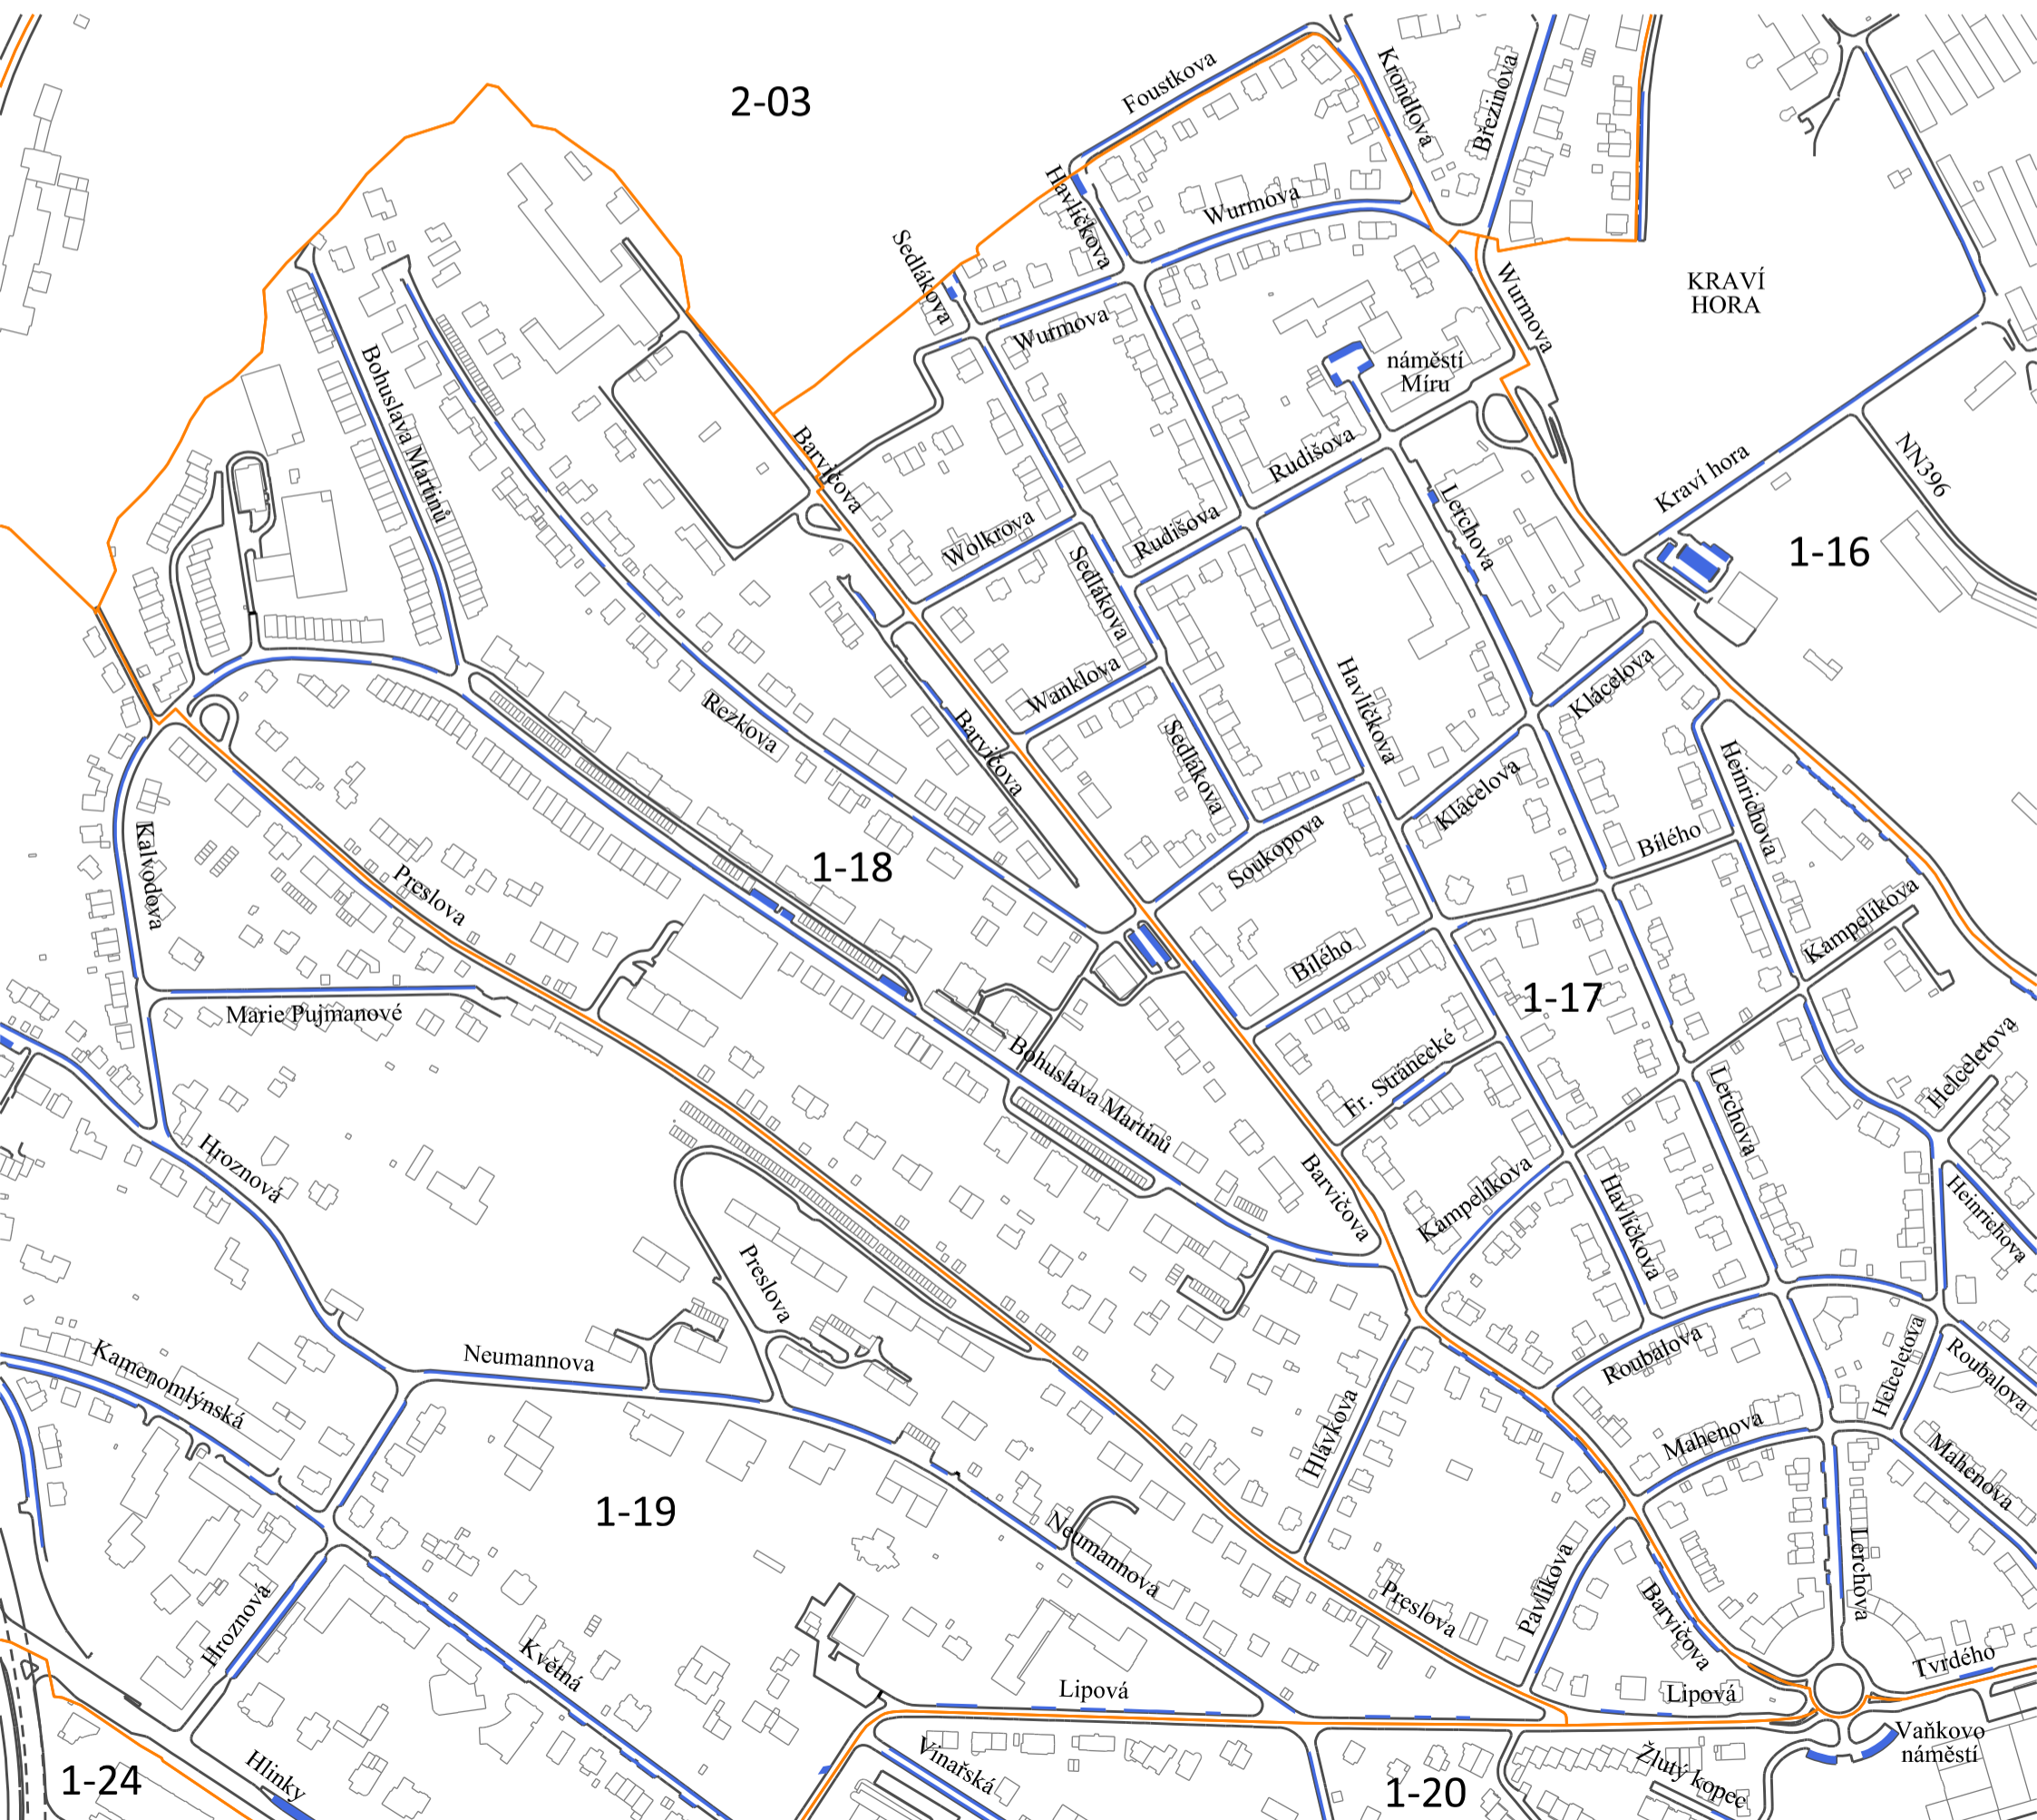 2-03
Foustkova
Krondlova
Březinova
Havlíčkova
Wurmova
Sedlákova
Wurmova
Wurmova
KRAVÍ
HORA
náměstí
Míru
Bohuslava Martinů
Barvičova
Rudišova
Kraví hora
NN396
Lerchova
Wolkrova
Rudišova
1-16
Sedlákova
Wanklova
Klácelova
Havlíčkova
Rezkova
Barvičova
Sedlákova
Heinrichova
Klácelova
Kalvodova
Preslova
1-18
Soukopova
Bílého
Kampelíkova
Bílého
1-17
Marie Pujmanové
Bohuslava Martinů
Fr. Stránecké
Helceletova
Lerchova
Hroznová
Barvičova
Kampelíkova
Havlíčkova
Heinrichova
Preslova
Neumannova
Kamenomlýnská
Roubalova
Helceletova
Roubalova
Hlávkova
Mahenova
Mahenova
1-19
Neumannova
Lerchova
Preslova
Pavlíkova
Barvičova
Hroznová
Květná
Tvrdého
Lipová
Lipová
Vaňkovo
náměstí
Vinařská
Žlutý kopec
Hlinky
1-24
1-20